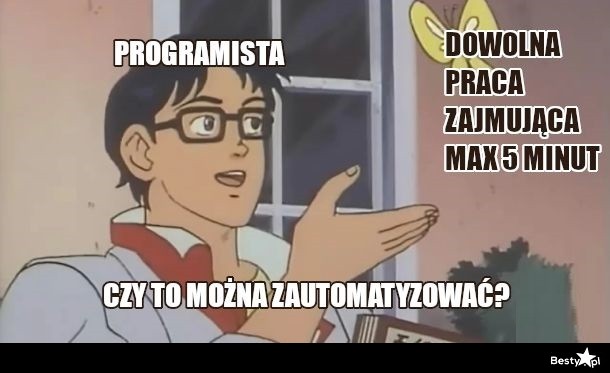 PROGRAMISTA
DOWOLNA
PRACA
ZAJMUJĄCA
MAX 5 MINUT
CZY TO MOŻNA ZAUTOMATYZOWAĆ?
Besty.pl